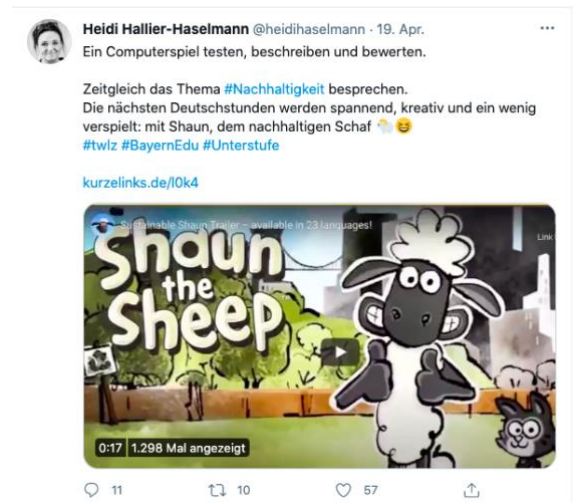 Heidi Hallier-Haselmann @heidihaselmann · 19. Apr.
Ein Computerspiel testen, beschreiben und bewerten.
Zeitgleich das Thema #Nachhaltigkeit besprechen.
Die nächsten Deutschstunden werden spannend, kreativ und ein wenig
verspielt: mit Shaun, dem nachhaltigen Schaf 🐑😆
#twlz #BayernEdu #Unterstufe
kurzelinks.de/l0k4
Sustainable Shaun Trailer – available in 23 languages!
Link
Shaun
the
Sheep
0:17 1.298 Mal angezeigt
11 10 57